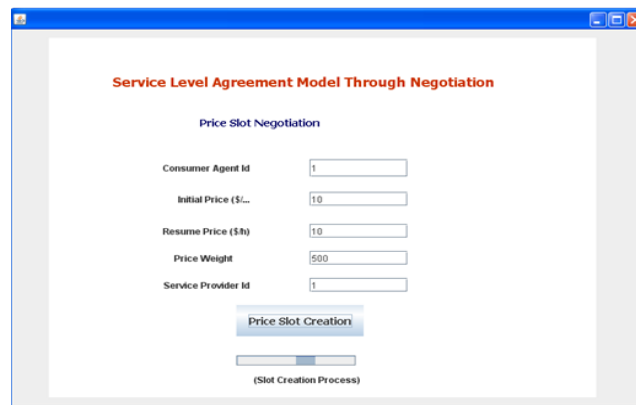 Service Level Agreement Model Through Negotiation
Price Slot Negotiation
Consumer Agent Id 1
Initial Price ($/... 10
Resume Price ($/h) 10
Price Weight 500
Service Provider Id 1
Price Slot Creation
(Slot Creation Process)